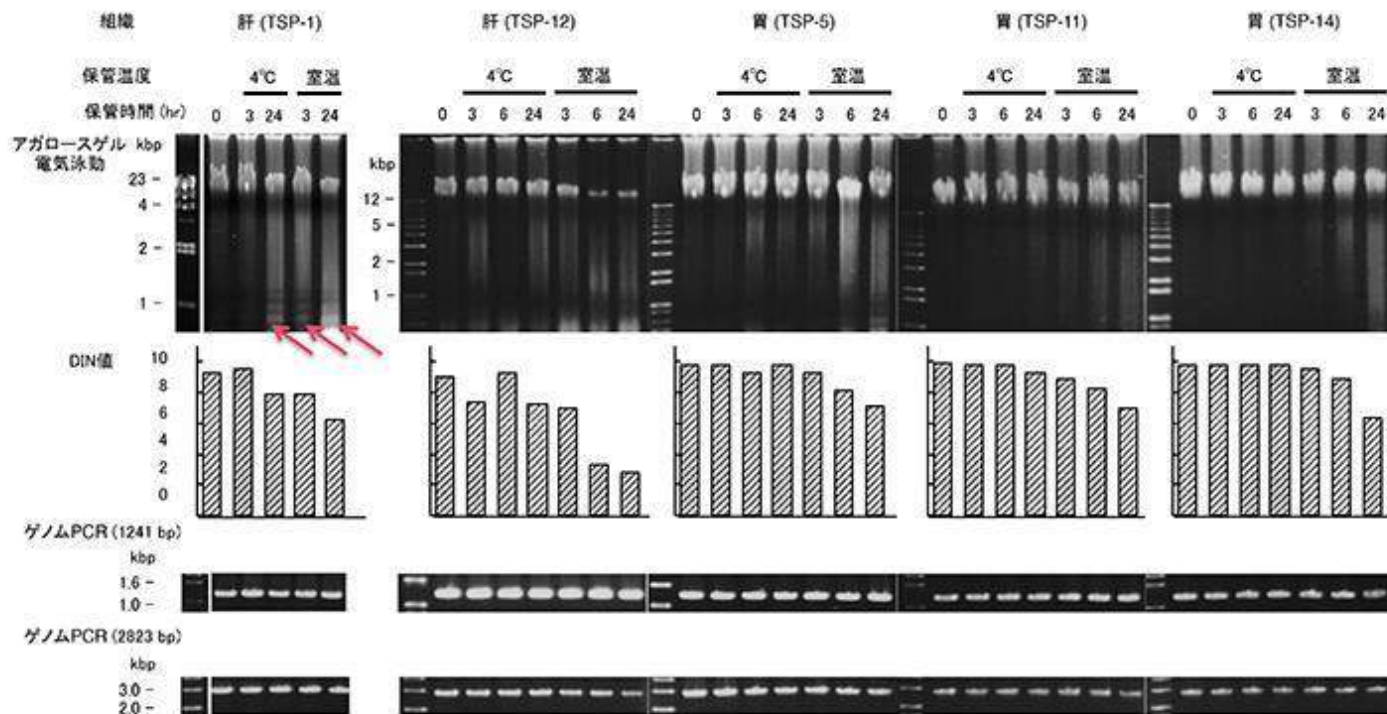 組織 肝 (TSP-1) 肝 (TSP-12) 胃 (TSP-5) 胃 (TSP-11) 胃 (TSP-14)
保管温度 4℃ 室温 4℃ 室温 4℃ 室温 4℃ 室温 4℃ 室温
保管時間 (hr) 0 3 24 3 24 0 3 6 24 3 6 24 0 3 6 24 3 6 24 0 3 6 24 3 6 24 0 3 6 24 3 6 24
アガロースゲル kbp
電気泳動 kbp
23 -
12 -
4 -
5 -
2 -
2 -
1 -
1 -
DIN値 10
8
6
4
2
0
ゲノムPCR (1241 bp)
kbp
1.6 -
1.0 -
ゲノムPCR (2823 bp)
kbp
3.0 -
2.0 -